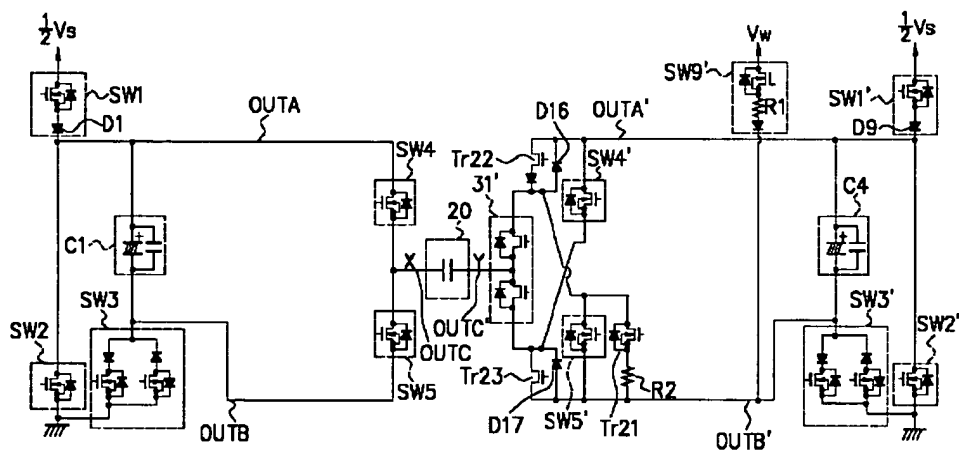 ½Vs
SW1
D1
OUTA
C1
SW3
SW2
OUTB
SW4
20
X
OUTC
SW5
Y
OUTC'
31'
Tr22
D16
SW4'
OUTA'
Vw
SW9'
L
R1
½Vs
SW1'
D9
C4
SW3'
SW2'
Tr23
D17
SW5'
Tr21
R2
OUTB'
+
+